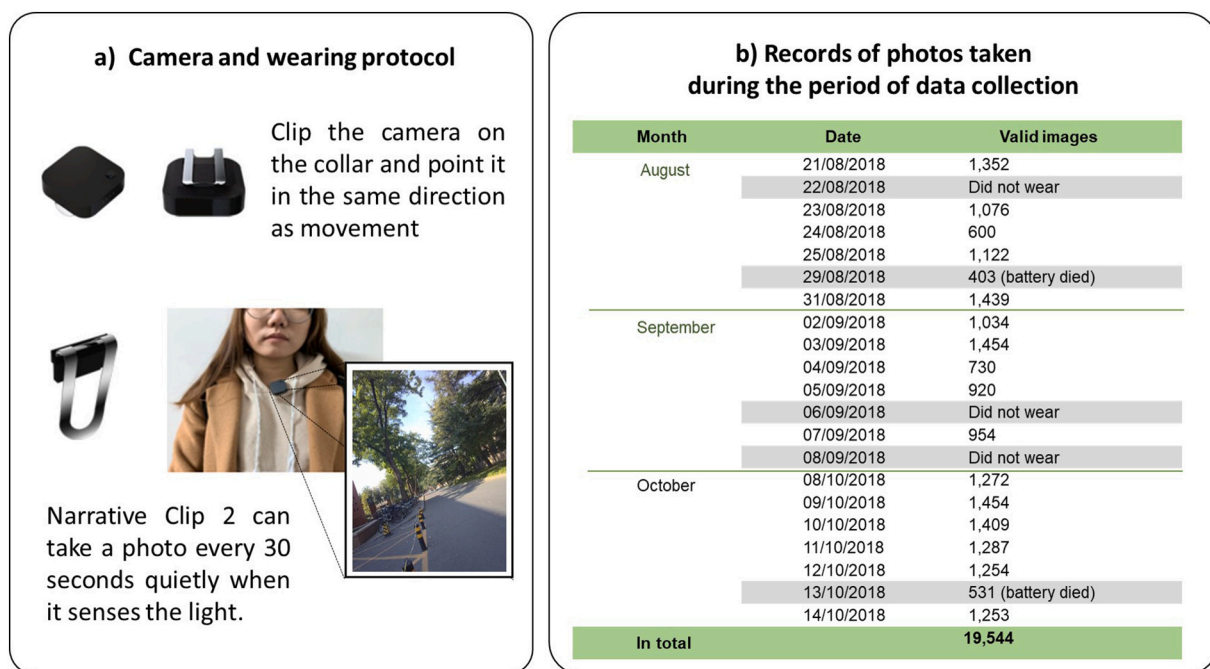 a) Camera and wearing protocol
Clip the camera on
the collar and point it
in the same direction
as movement
Narrative Clip 2 can
take a photo every 30
seconds quietly when
it senses the light.
b) Records of photos taken
during the period of data collection
Month Date Valid images
August 21/08/2018 1,352
22/08/2018 Did not wear
23/08/2018 1,076
24/08/2018 600
25/08/2018 1,122
29/08/2018 403 (battery died)
31/08/2018 1,439
September 02/09/2018 1,034
03/09/2018 1,454
04/09/2018 730
05/09/2018 920
06/09/2018 Did not wear
07/09/2018 954
08/09/2018 Did not wear
October 08/10/2018 1,272
09/10/2018 1,454
10/10/2018 1,409
11/10/2018 1,287
12/10/2018 1,254
13/10/2018 531 (battery died)
14/10/2018 1,253
In total 19,544